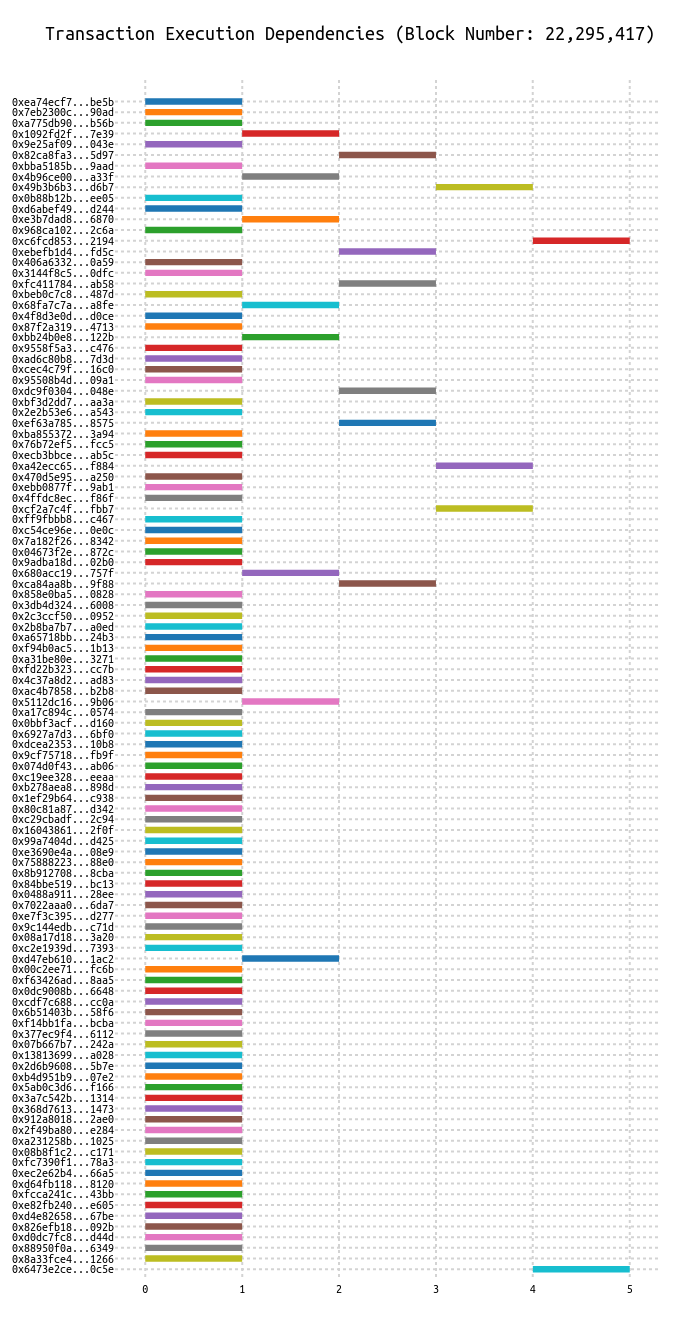 Transaction Execution Dependencies (Block Number: 22,295,417)
0xea74ecf7...be5b
0x7eb2300c...90ad
0xa775db90...b56b
0x1092fd2f...7e39
0x9e25af09...043e
0x82ca8fa3...5d97
0xbba5185b...9aad
0x4b96ce00...a33f
0x49b3b6b3...d6b7
0x0b88b12b...ee05
0xd6abef49...d244
0xe3b7dad8...6870
0x968ca102...2c6a
0xc6fcd853...2194
0xebefb1d4...fd5c
0x406a6332...0a59
0x3144f8c5...0dfc
0xfc411784...ab58
0xbeb0c7c8...487d
0x68fa7c7a...a8fe
0x4f8d3e0d...d0ce
0x87f2a319...4713
0xbb24b0e8...122b
0x9558f5a3...c476
0xad6c80b8...7d3d
0xcec4c79f...16c0
0x95508b4d...09a1
0xdc9f0304...048e
0xbf3d2dd7...aa3a
0x2e2b53e6...a543
0xef63a785...8575
0xba855372...3a94
0x76b72ef5...fcc5
0xecb3bbce...ab5c
0xa42ecc65...f884
0x470d5e95...a250
0xebb0877f...9ab1
0x4ffdc8ec...f86f
0xcf2a7c4f...fbb7
0xff9fbbb8...c467
0xc54ce96e...0e0c
0x7a182f26...8342
0x04673f2e...872c
0x9adba18d...02b0
0x680acc19...757f
0xca84aa8b...9f88
0x858e0ba5...0828
0x3db4d324...6008
0x2c3ccf50...0952
0x2b8ba7b7...a0ed
0xa65718bb...24b3
0xf94b0ac5...1b13
0xa31be80e...3271
0xfd22b323...cc7b
0x4c37a8d2...ad83
0xac4b7858...b2b8
0x5112dc16...9b06
0xa17c894c...0574
0x0bbf3acf...d160
0x6927a7d3...6bf0
0xdcea2353...10b8
0x9cf75718...fb9f
0x074d0f43...ab06
0xc19ee328...eeaa
0xb278aea8...898d
0x1ef29b64...c938
0x80c81a87...d342
0xc29cbadf...2c94
0x16043861...2f0f
0x99a7404d...d425
0xe3690e4a...08e9
0x75888223...88e0
0x8b912708...8cba
0x84bbe519...bc13
0x0488a911...28ee
0x7022aaa0...6da7
0xe7f3c395...d277
0x9c144edb...c71d
0x08a17d18...3a20
0xc2e1939d...7393
0xd47eb610...1ac2
0x00c2ee71...fc6b
0xf63426ad...8aa5
0x0dc9008b...6648
0xcdf7c688...cc0a
0x6b51403b...58f6
0xf14bb1fa...bcba
0x377ec9f4...6112
0x07b667b7...242a
0x13813699...a028
0x2d6b9608...5b7e
0xb4d951b9...07e2
0x5ab0c3d6...f166
0x3a7c542b...1314
0x368d7613...1473
0x912a8018...2ae0
0x2f49ba80...e284
0xa231258b...1025
0x08b8f1c2...c171
0xfc7390f1...78a3
0xec2e62b4...66a5
0xd64fb118...8120
0xfcca241c...43bb
0xe82fb240...e605
0xd4e82658...67be
0x826efb18...092b
0xd0dc7fc8...d44d
0x88950f0a...6349
0x8a33fce4...1266
0x6473e2ce...0c5e
0 1 2 3 4 5